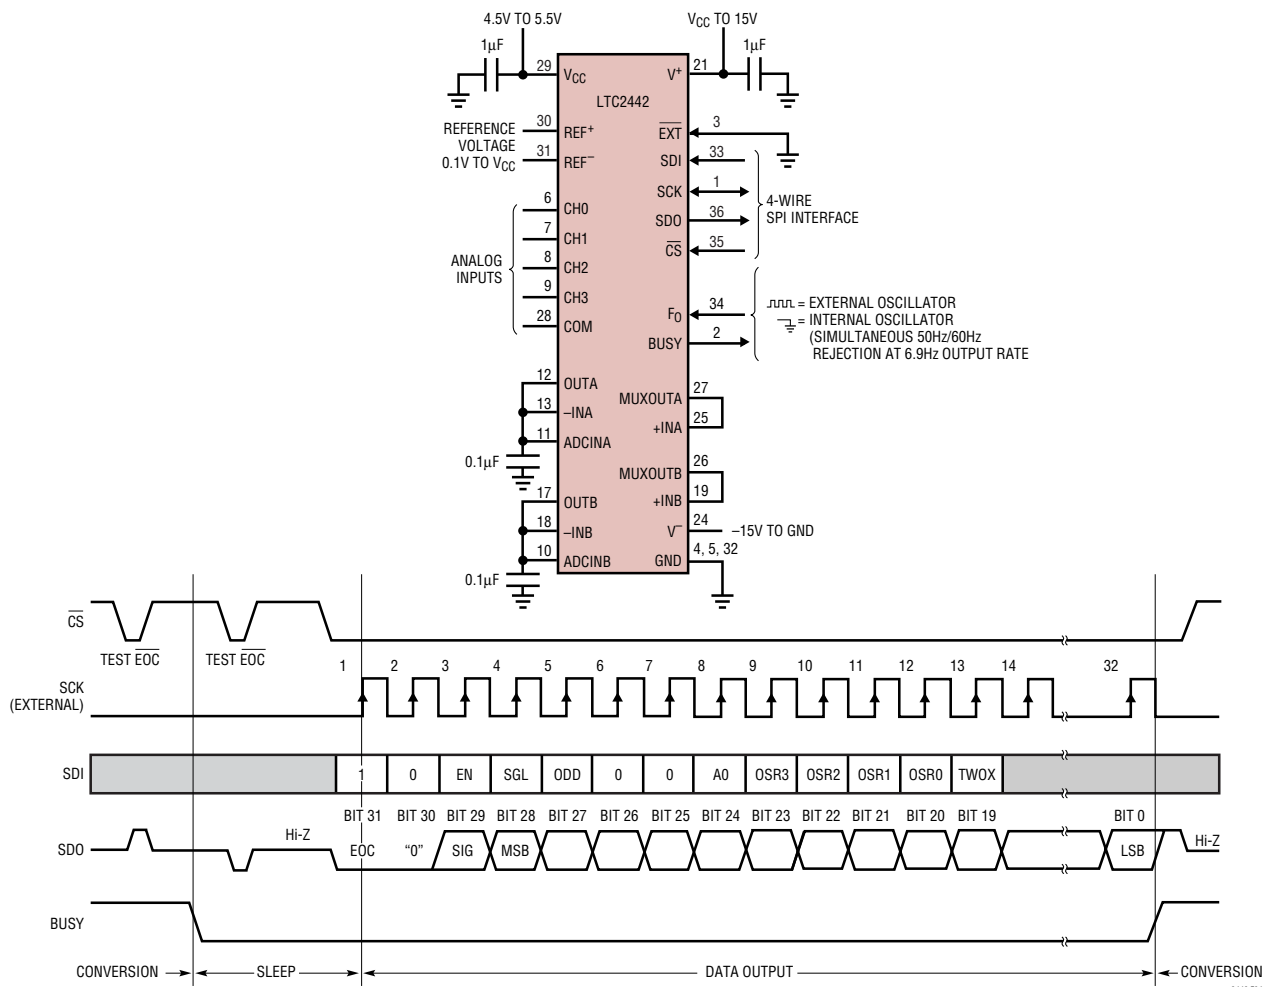 4.5V TO 5.5V
VCC TO 15V
1µF
1µF
29
VCC
V+
21
LTC2442
REFERENCE
VOLTAGE
0.1V TO VCC
30
REF+
31
REF−
EXT
3
SDI
33
SCK
1
SDO
36
CS
35
4-WIRE
SPI INTERFACE
ANALOG
INPUTS
6
CH0
7
CH1
8
CH2
9
CH3
28
COM
FO
34
BUSY
2
= EXTERNAL OSCILLATOR
= INTERNAL OSCILLATOR
(SIMULTANEOUS 50Hz/60Hz
REJECTION AT 6.9Hz OUTPUT RATE
12
OUTA
13
–INA
11
ADCINA
0.1µF
MUXOUTA
27
+INA
25
MUXOUTB
26
+INB
19
17
OUTB
18
–INB
10
ADCINB
0.1µF
V−
24
–15V TO GND
GND
4, 5, 32
CS
TEST EOC
TEST EOC
1 2 3 4 5 6 7 8 9 10 11 12 13 14 32
SCK
(EXTERNAL)
SDI
1 0 EN SGL ODD 0 0 A0 OSR3 OSR2 OSR1 OSR0 TWOX
BIT 31 BIT 30 BIT 29 BIT 28 BIT 27 BIT 26 BIT 25 BIT 24 BIT 23 BIT 22 BIT 21 BIT 20 BIT 19 BIT 0
SDO
Hi-Z
EOC “0” SIG MSB LSB
Hi-Z
BUSY
CONVERSION
SLEEP
DATA OUTPUT
CONVERSION